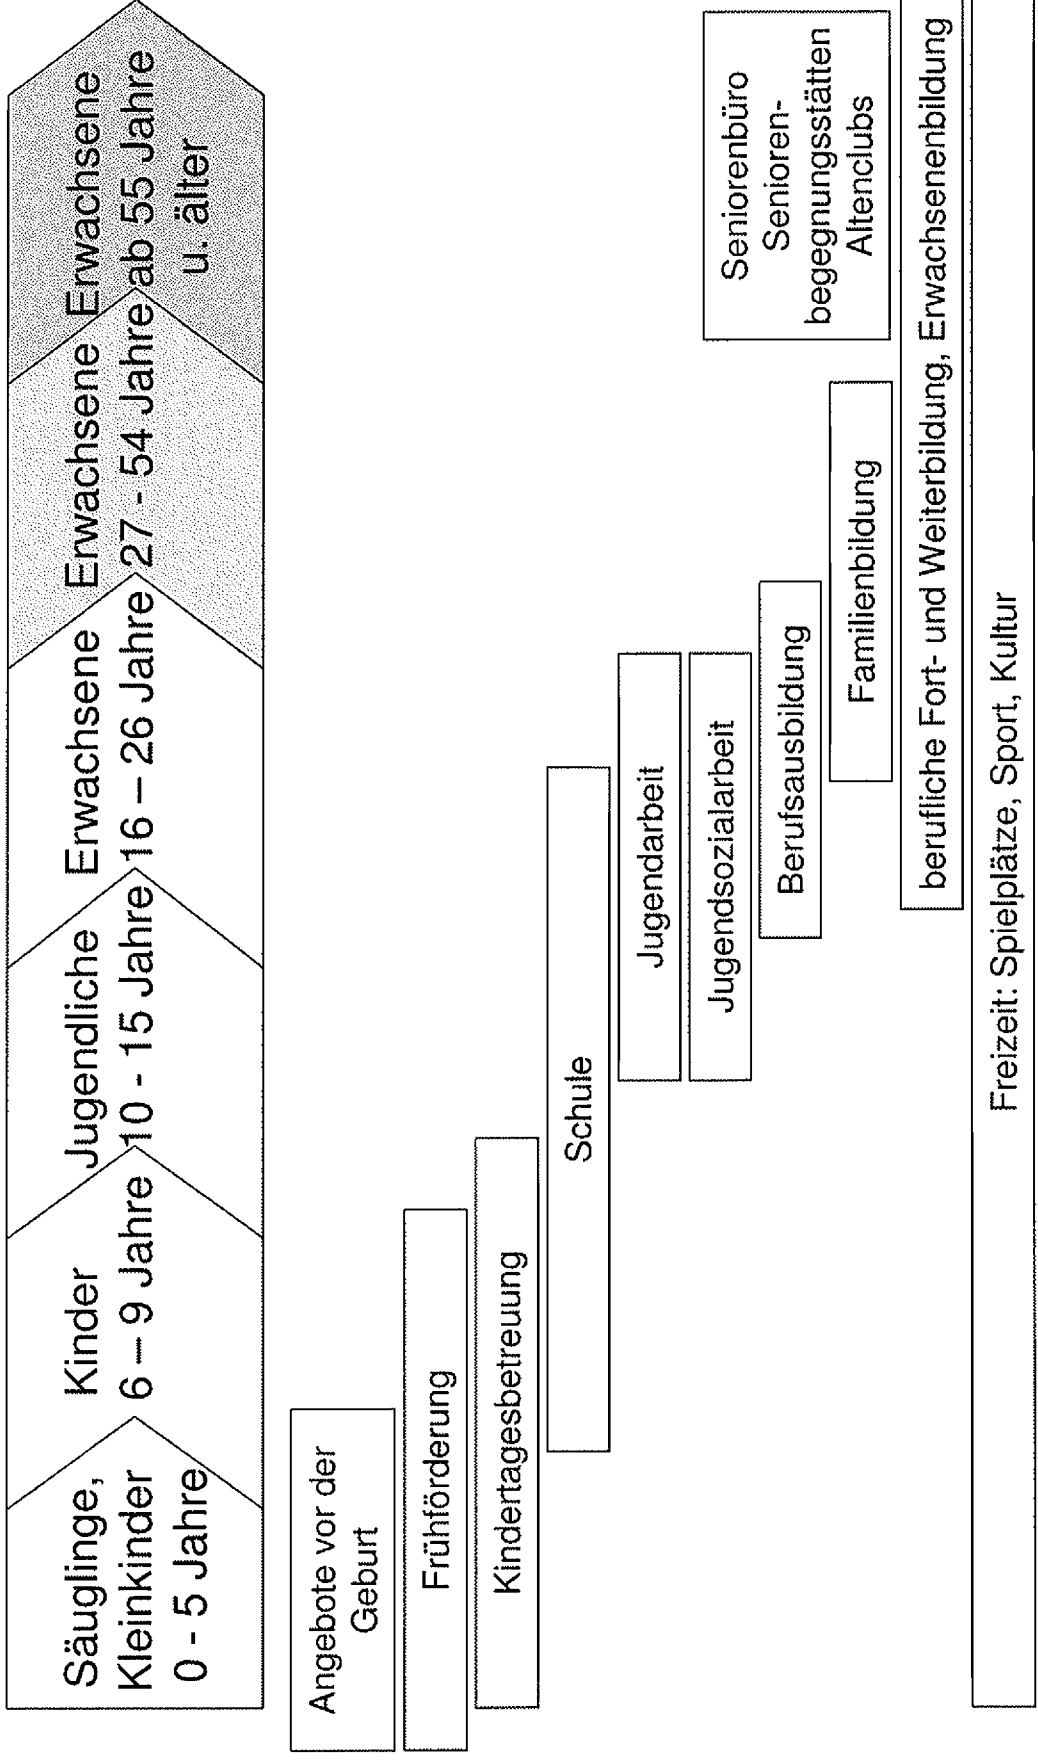 Säuglinge,
Kleinkinder
0 - 5 Jahre
Kinder
6 – 9 Jahre
Jugendliche
10 - 15 Jahre
Erwachsene
16 – 26 Jahre
Erwachsene
27 - 54 Jahre
Erwachsene
ab 55 Jahre
u. älter
Angebote vor der
Geburt
Frühförderung
Kindertagesbetreuung
Schule
Jugendarbeit
Jugendsozialarbeit
Berufsausbildung
Familienbildung
Seniorenbüro
Senioren-
begegnungsstätten
Altenclubs
berufliche Fort- und Weiterbildung, Erwachsenenbildung
Freizeit: Spielplätze, Sport, Kultur